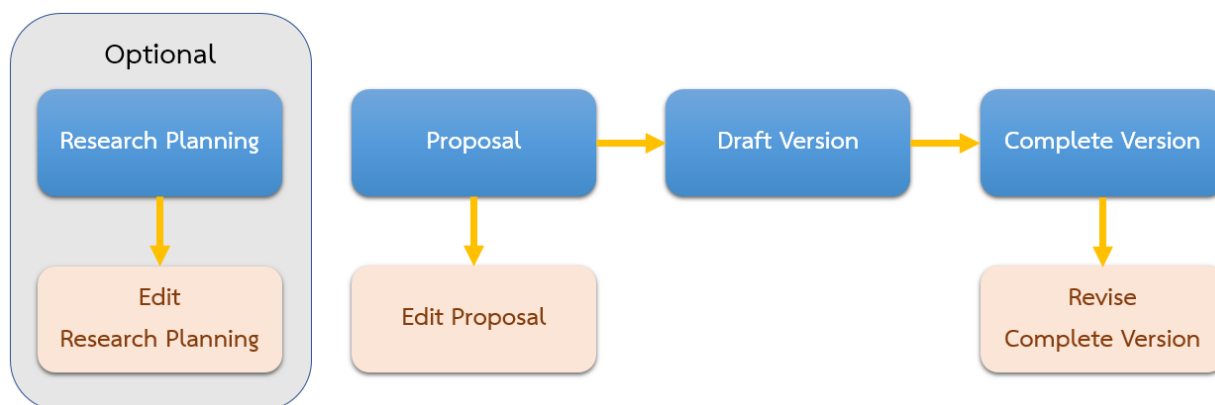 Optional
Research Planning
Proposal
Draft Version
Complete Version
Edit
Research Planning
Edit Proposal
Revise
Complete Version